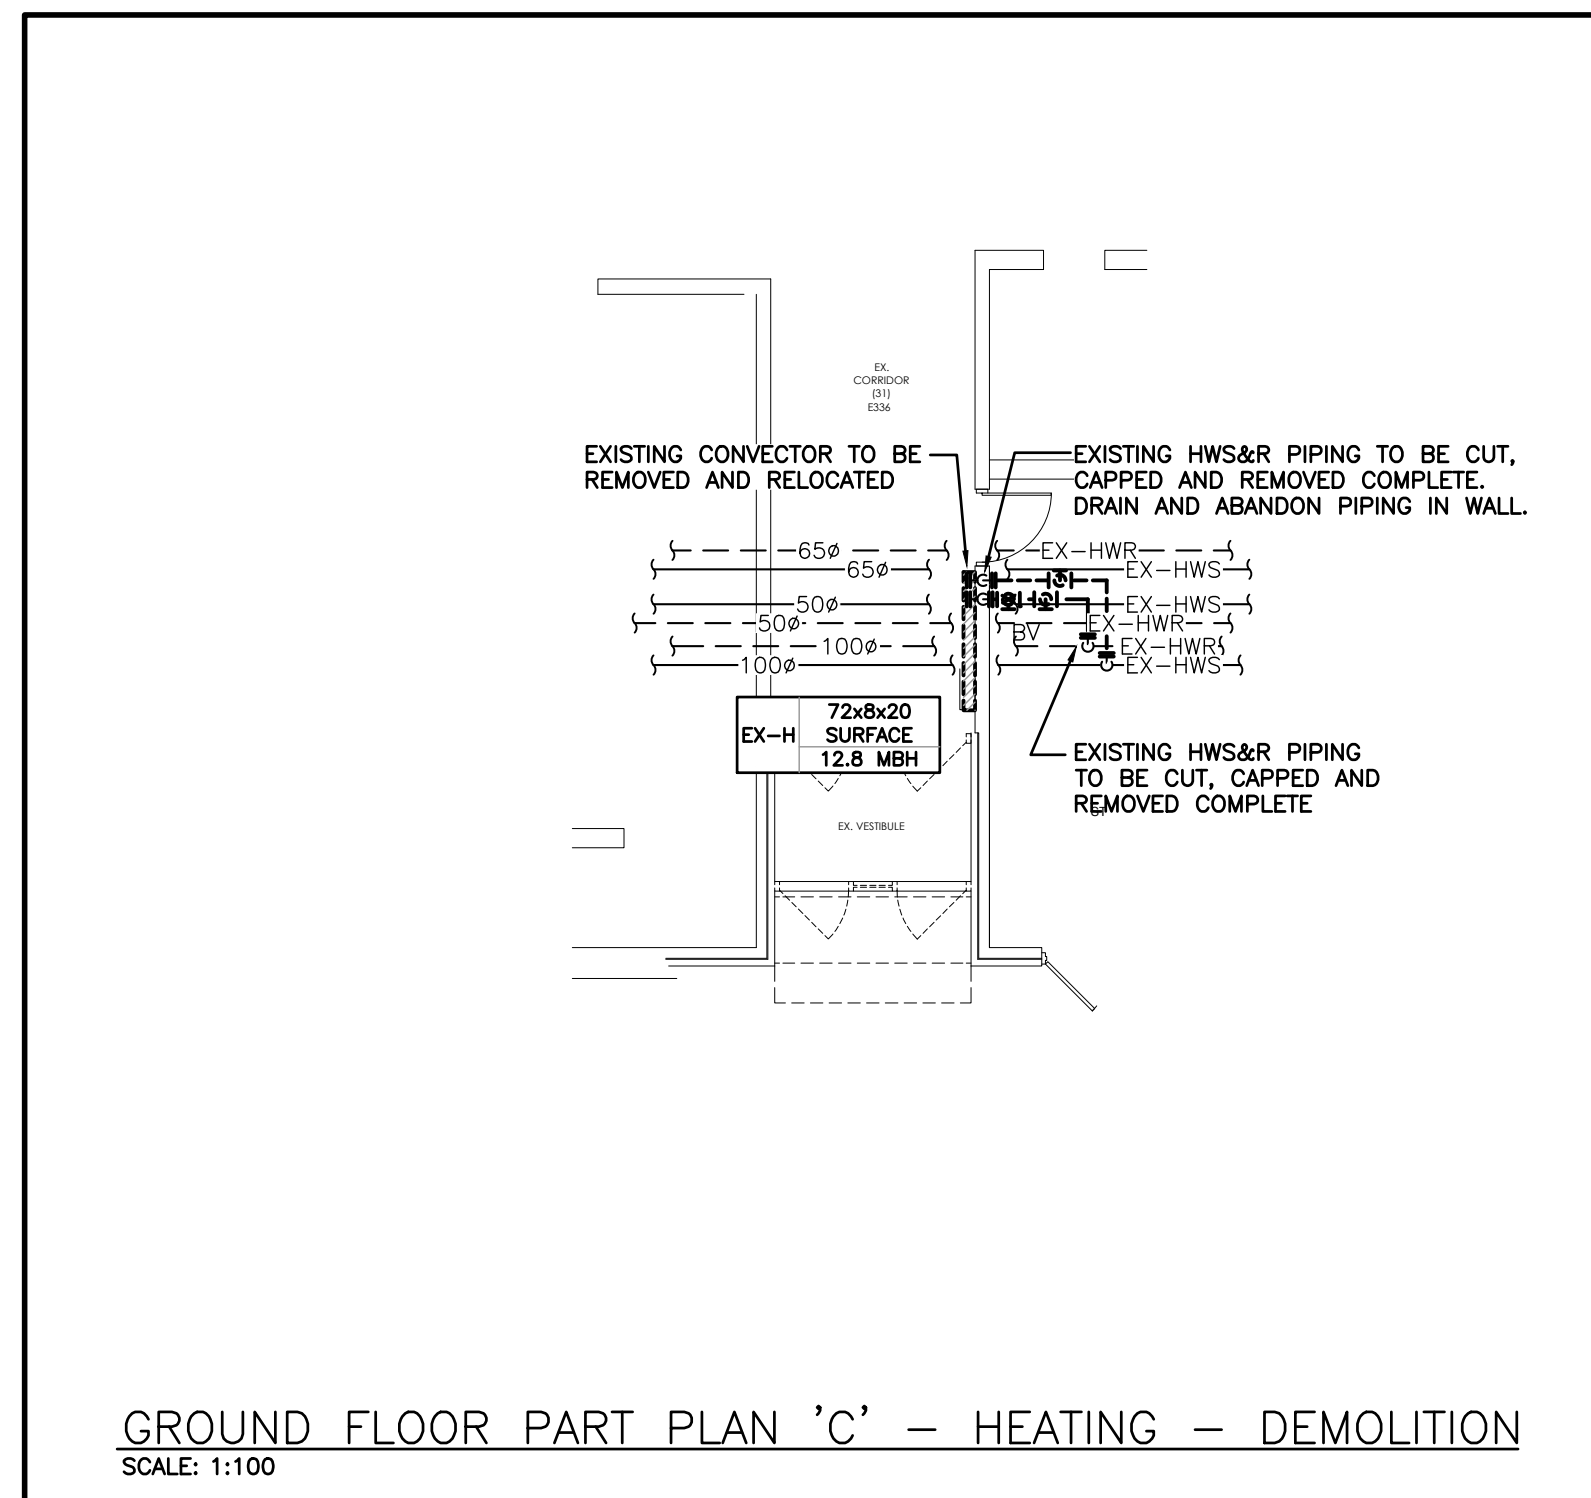 EX.
CORRIDOR
(31)
E336
EXISTING CONVECTOR TO BE
REMOVED AND RELOCATED
EXISTING HWS&R PIPING TO BE CUT,
CAPPED AND REMOVED COMPLETE.
DRAIN AND ABANDON PIPING IN WALL.
65ø
EX-HWR
65ø
EX-HWS
50ø
EX-HWS
50ø
EX-HWR
BV
100ø
EX-HWR
100ø
EX-HWS
EX-H
72x8x20
SURFACE
12.8 MBH
EXISTING HWS&R PIPING
TO BE CUT, CAPPED AND
REMOVED COMPLETE
EX. VESTIBULE
GROUND FLOOR PART PLAN 'C' - HEATING - DEMOLITION
SCALE: 1:100